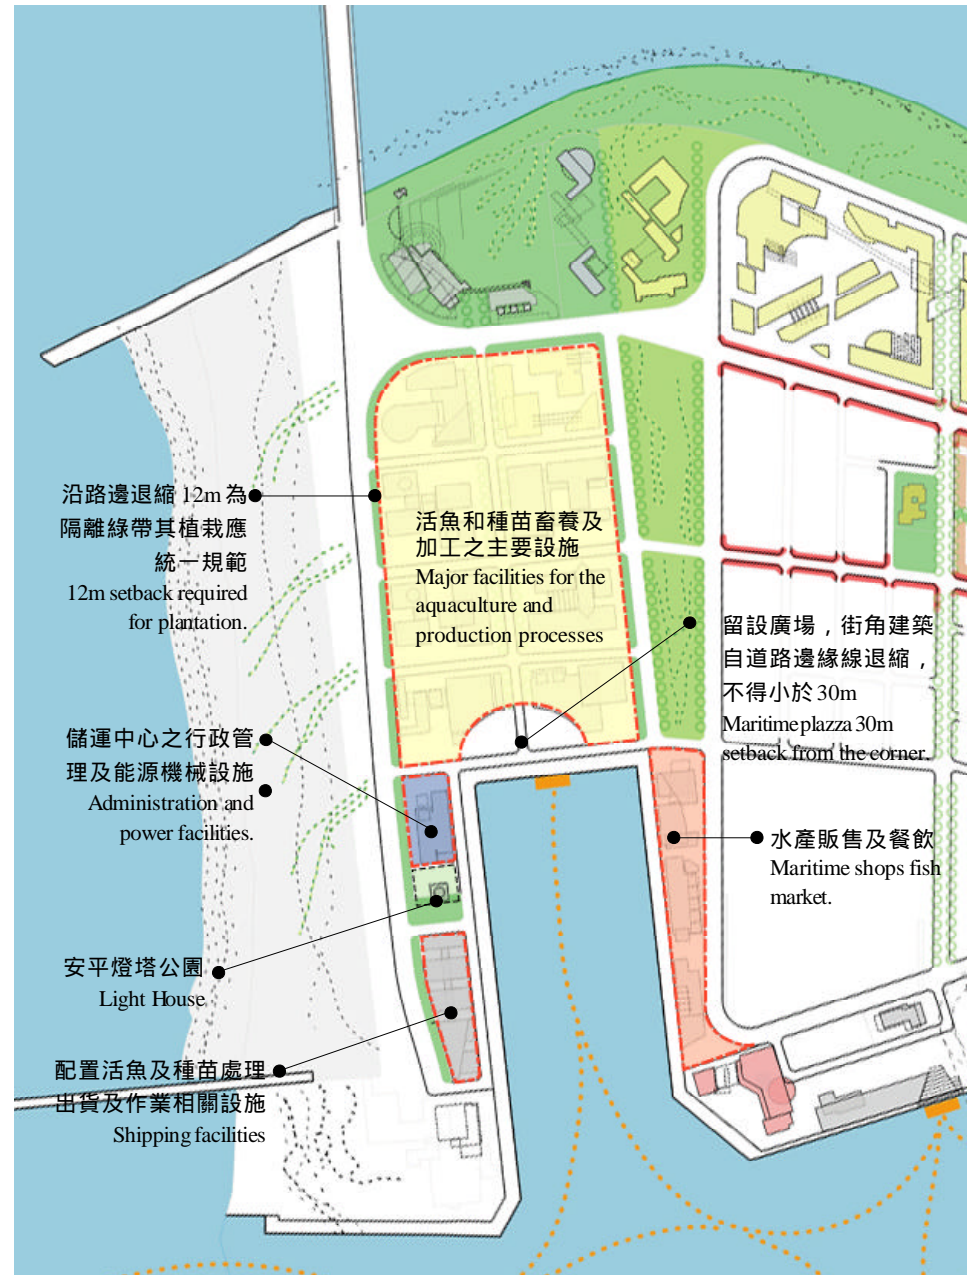 沿路邊退縮 12m 為
隔離綠帶其植栽應
統一規範
12m setback required
for plantation.
活魚和種苗畜養及
加工之主要設施
Major facilities for the
aquaculture and
production processes
留設廣場，街角建築
自道路邊緣線退縮，
不得小於 30m
Maritime plaza 30m
setback from the corner.
儲運中心之行政管
理及能源機械設施
Administration and
power facilities.
水產販售及餐飲
Maritime shops fish
market.
安平燈塔公園
Light House
配置活魚及種苗處理
出貨及作業相關設施
Shipping facilities